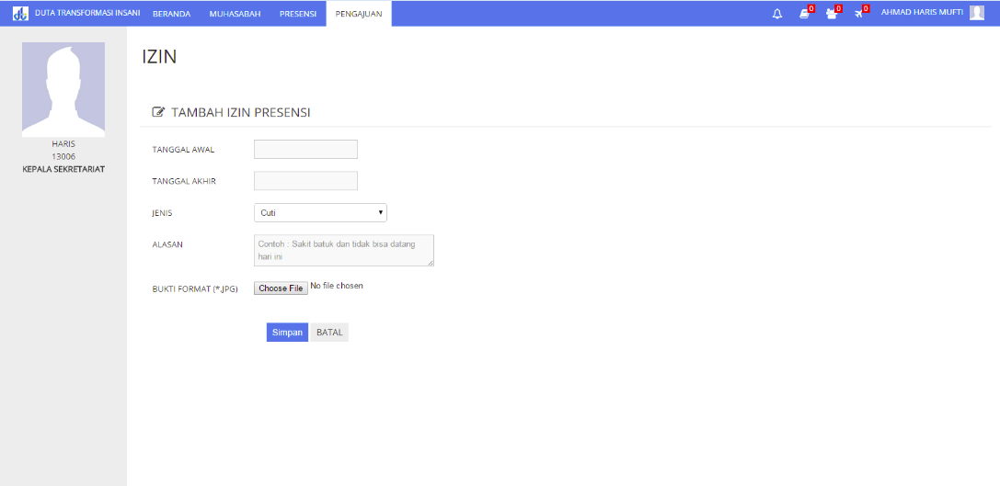 DUTA TRANSFORMASI INSANI BERANDA MUHASABAH PRESENSI PENGAJUAN 0 0 0 AHMAD HARIS MUFTI
HARIS
13006
KEPALA SEKRETARIAT
IZIN
TAMBAH IZIN PRESENSI
TANGGAL AWAL
TANGGAL AKHIR
JENIS Cuti
ALASAN Contoh : Sakit batuk dan tidak bisa datang
hari ini
BUKTI FORMAT (*.JPG) Choose File No file chosen
Simpan BATAL